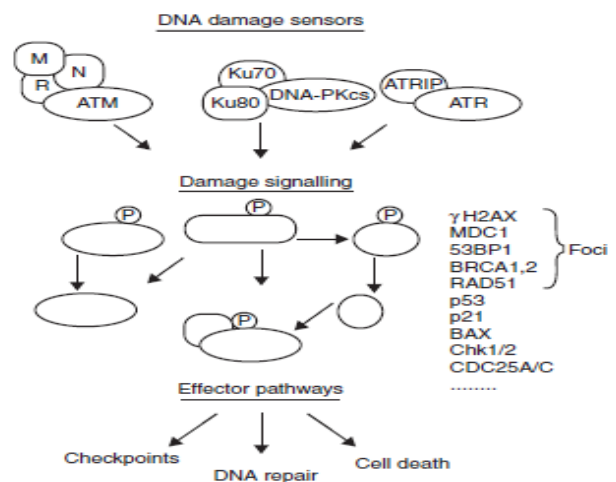 DNA damage sensors
M
R
N
ATM
Ku70
Ku80
DNA-PKcs
ATRIP
ATR
Damage signalling
P
P
P
P
γH2AX
MDC1
53BP1
BRCA1,2
RAD51
Foci
p53
p21
BAX
Chk1/2
CDC25A/C
........
Effector pathways
Checkpoints
DNA repair
Cell death